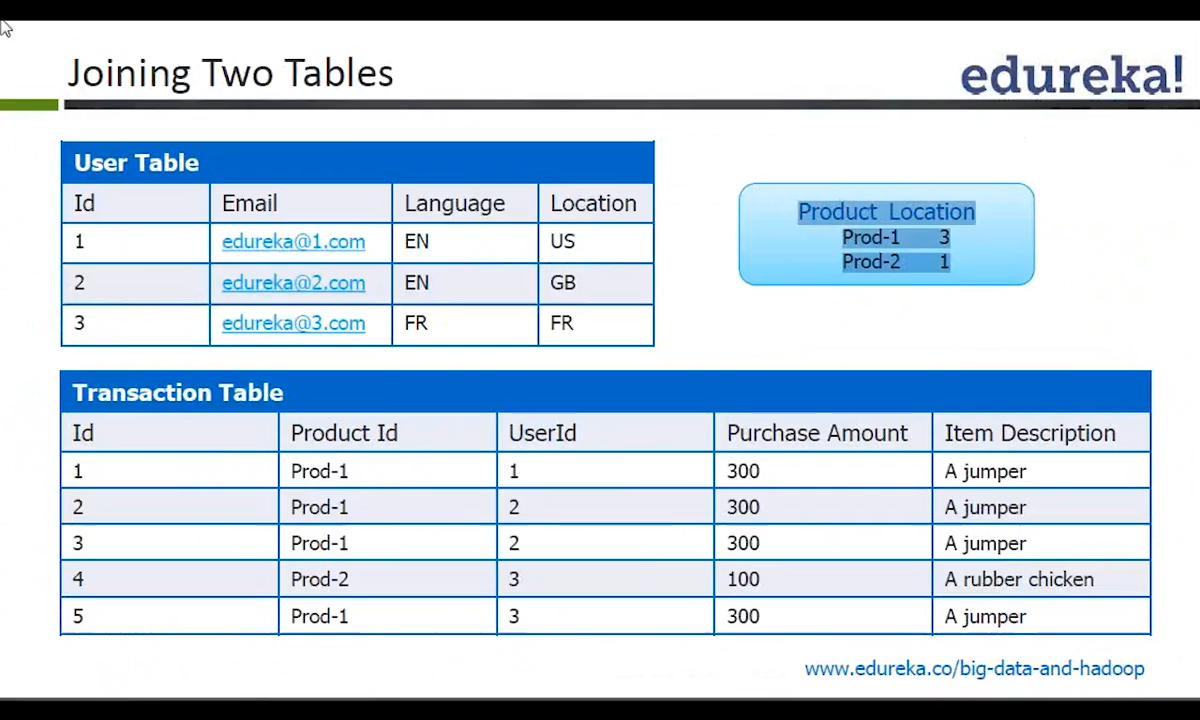 Joining Two Tables
edureka!
User Table
Id Email Language Location
1 edureka@1.com EN US
2 edureka@2.com EN GB
3 edureka@3.com FR FR
Product Location
Prod-1 3
Prod-2 1
Transaction Table
Id Product Id UserId Purchase Amount Item Description
1 Prod-1 1 300 A jumper
2 Prod-1 2 300 A jumper
3 Prod-1 2 300 A jumper
4 Prod-2 3 100 A rubber chicken
5 Prod-1 3 300 A jumper
www.edureka.co/big-data-and-hadoop